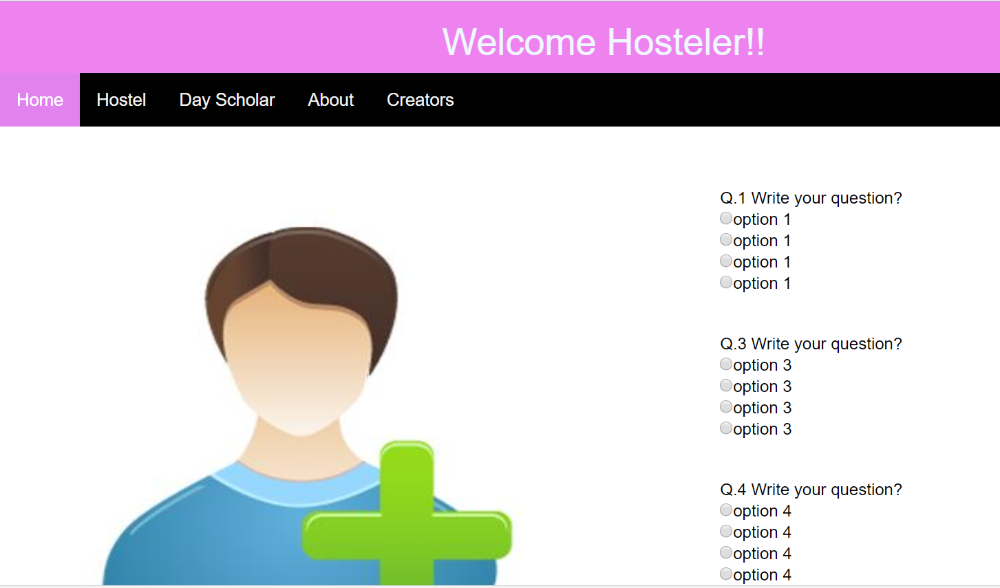 Welcome Hosteler!!
Home Hostel Day Scholar About Creators
Q.1 Write your question?
option 1
option 1
option 1
option 1
Q.3 Write your question?
option 3
option 3
option 3
option 3
Q.4 Write your question?
option 4
option 4
option 4
option 4